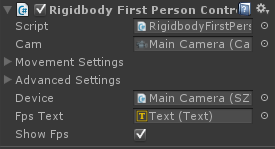 Rigidbody First Person Contro
Script RigidbodyFirstPers
Cam Main Camera (Ca
Movement Settings
Advanced Settings
Device Main Camera (SZ
Fps Text Text (Text)
Show Fps